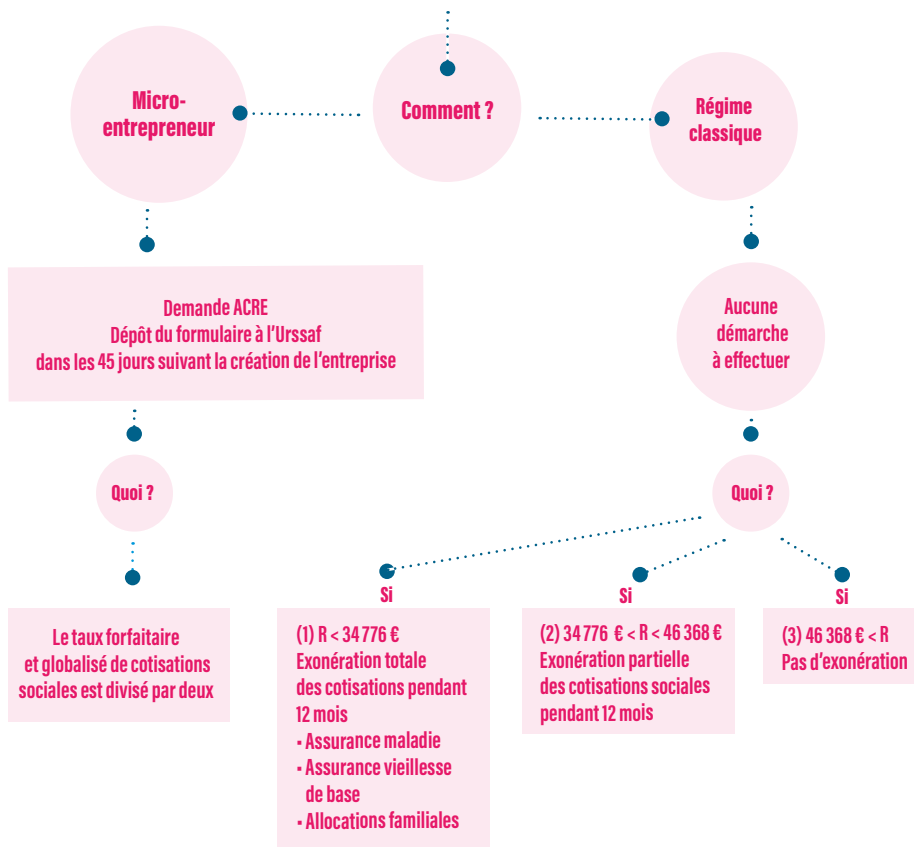 Micro-
entrepreneur
Comment ?
Régime
classique
Demande ACRE
Dépôt du formulaire à l'Urssaf
dans les 45 jours suivant la création de l'entreprise
Aucune
démarche
à effectuer
Quoi ?
Quoi ?
Le taux forfaitaire
et globalisé de cotisations
sociales est divisé par deux
Si
(1) R < 34 776 €
Exonération totale
des cotisations pendant
12 mois
- Assurance maladie
- Assurance vieillesse
de base
- Allocations familiales
Si
(2) 34 776 € < R < 46 368 €
Exonération partielle
des cotisations sociales
pendant 12 mois
Si
(3) 46 368 € < R
Pas d'exonération